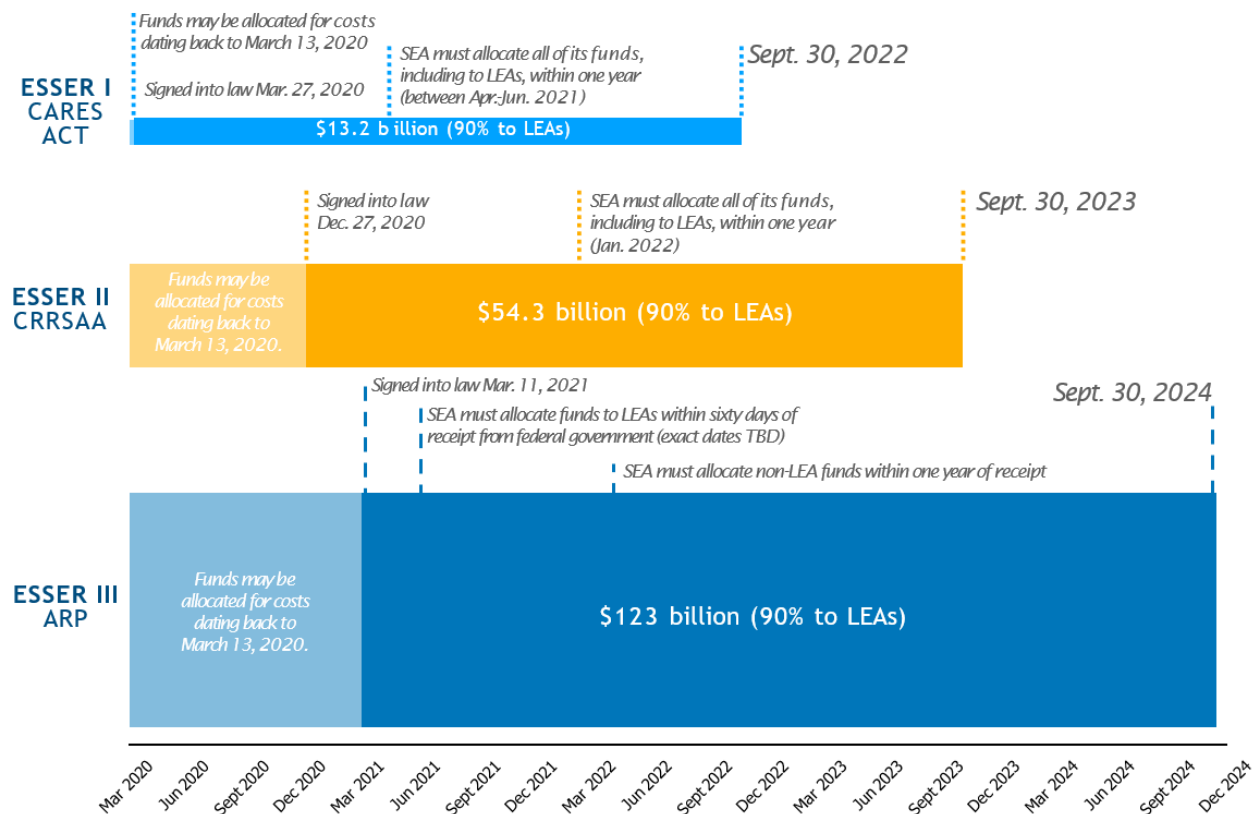 Funds may be allocated for costs
dating back to March 13, 2020
Signed into law Mar. 27, 2020
SEA must allocate all of its funds,
including to LEAs, within one year
(between Apr.-Jun. 2021)
Sept. 30, 2022
ESSER I
CARES
ACT
$13.2 billion (90% to LEAs)
Signed into law
Dec. 27, 2020
SEA must allocate all of its funds,
including to LEAs, within one year
(Jan. 2022)
Sept. 30, 2023
ESSER II
CRRSAA
Funds may be
allocated for costs
dating back to
March 13, 2020.
$54.3 billion (90% to LEAs)
Signed into law Mar. 11, 2021
SEA must allocate funds to LEAs within sixty days of
receipt from federal government (exact dates TBD)
SEA must allocate non-LEA funds within one year of receipt
Sept. 30, 2024
ESSER III
ARP
Funds may be
allocated for costs
dating back to
March 13, 2020.
$123 billion (90% to LEAs)
Mar 2020
Jun 2020
Sept 2020
Dec 2020
Mar 2021
Jun 2021
Sept 2021
Dec 2021
Mar 2022
Jun 2022
Sept 2022
Dec 2022
Mar 2023
Jun 2023
Sept 2023
Dec 2023
Mar 2024
Jun 2024
Sept 2024
Dec 2024